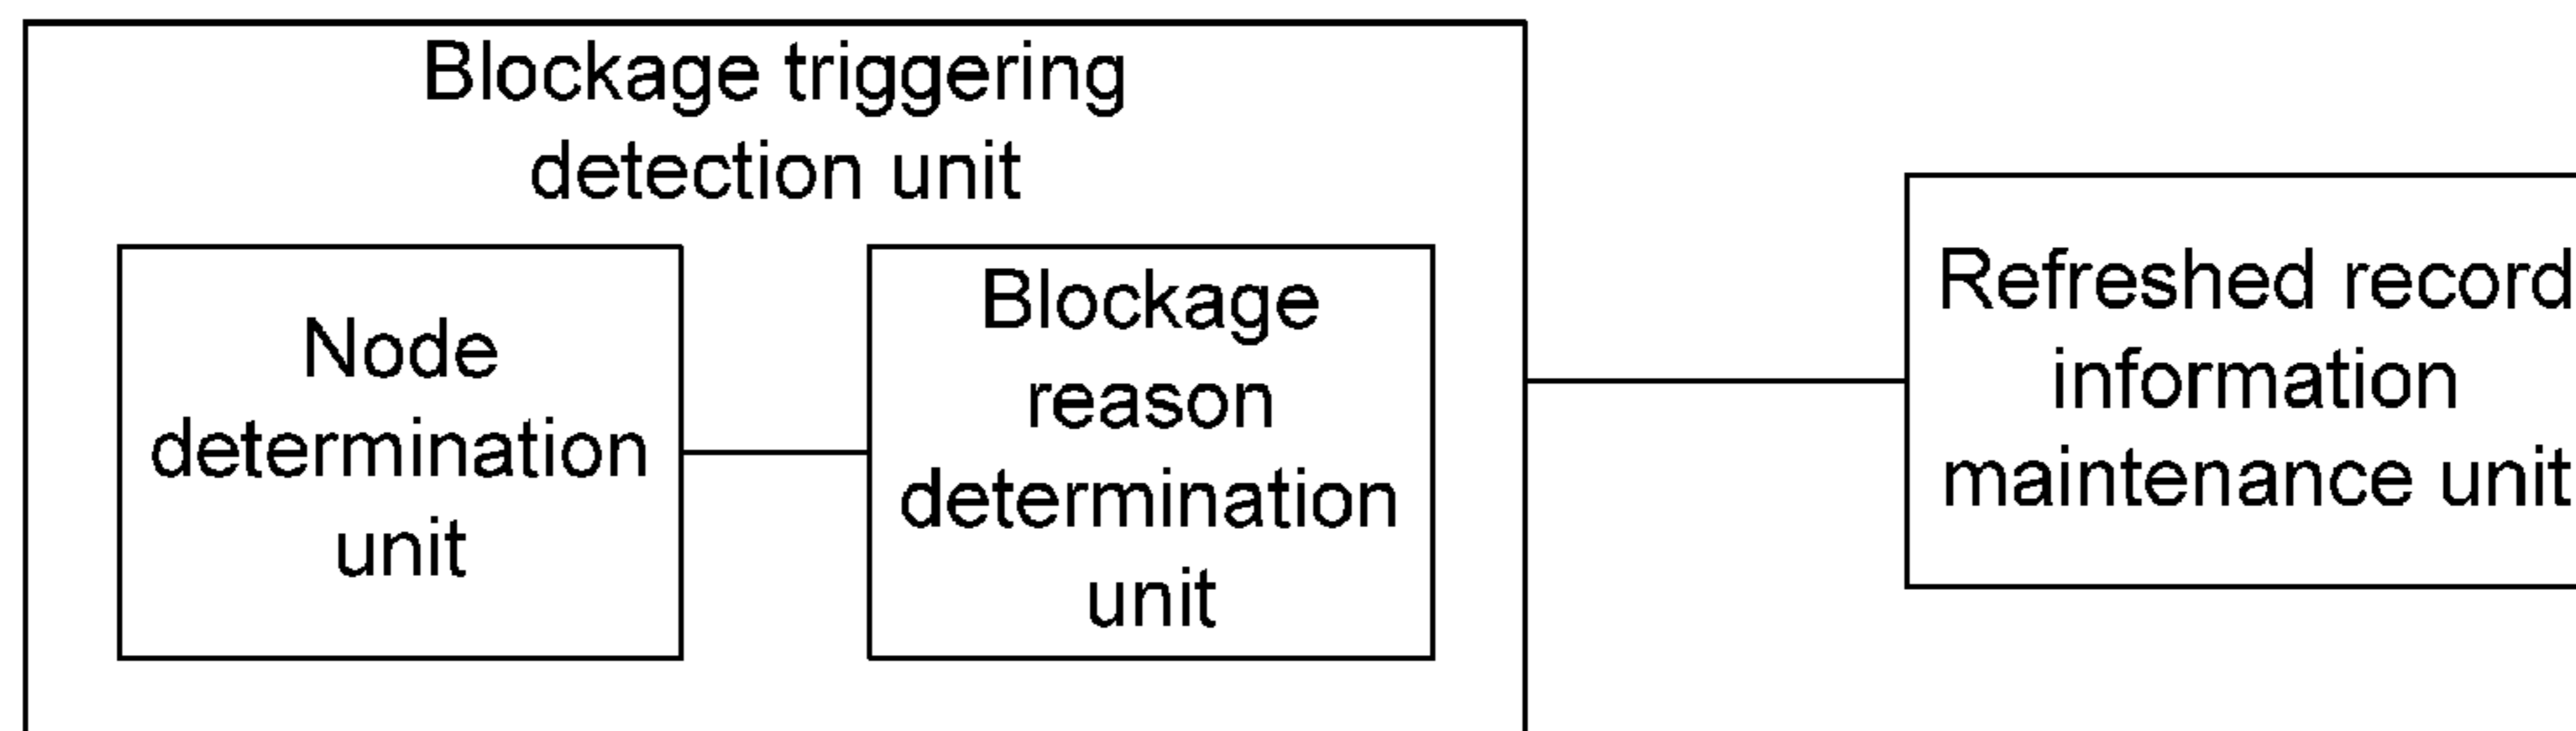 Blockage triggering
detection unit
Node
determination
unit
Blockage
reason
determination
unit
Refreshed record
information
maintenance unit